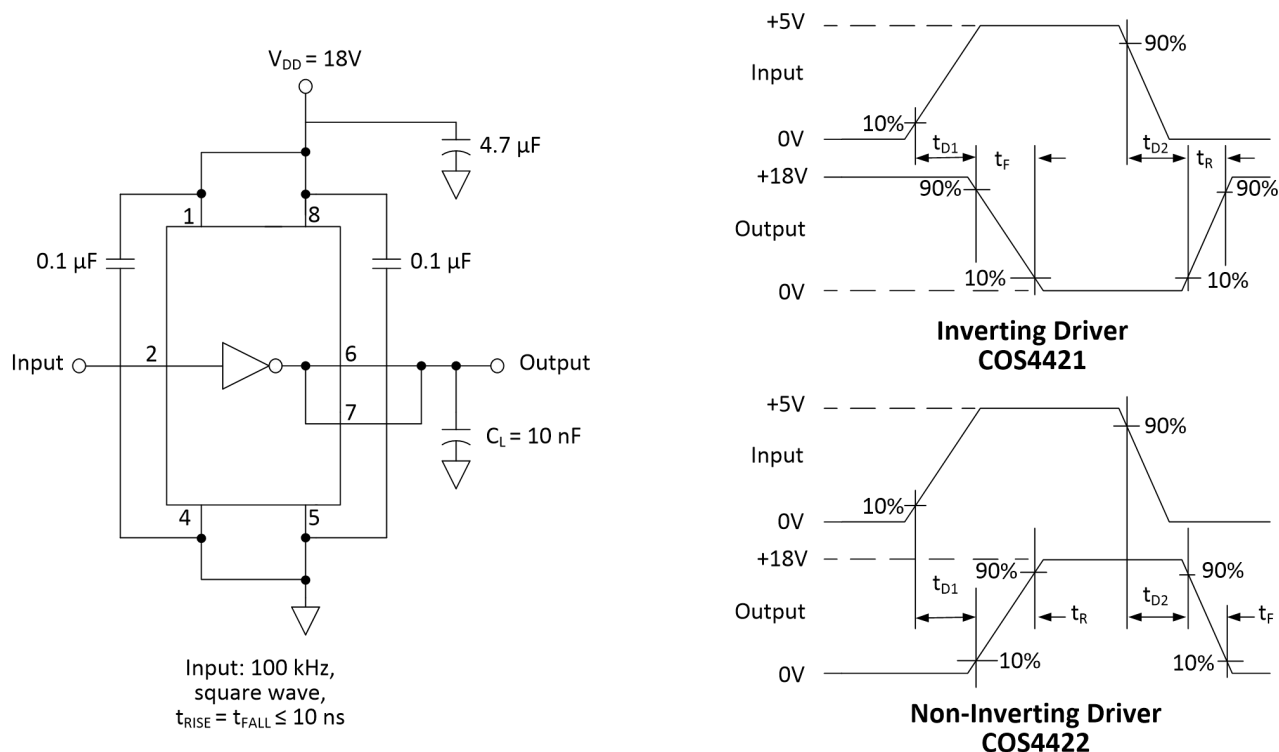 V_DD = 18V
4.7 µF
1
8
0.1 µF
0.1 µF
Input
2
6
Output
7
C_L = 10 nF
4
5
Input: 100 kHz,
square wave,
t_RISE = t_FALL ≤ 10 ns
+5V
90%
Input
10%
0V
t_D1
t_F
t_D2
t_R
+18V
90%
90%
Output
10%
10%
0V
Inverting Driver
COS4421
+5V
90%
Input
10%
0V
+18V
90%
90%
t_D1
Output
t_R
t_D2
t_F
10%
10%
0V
Non-Inverting Driver
COS4422